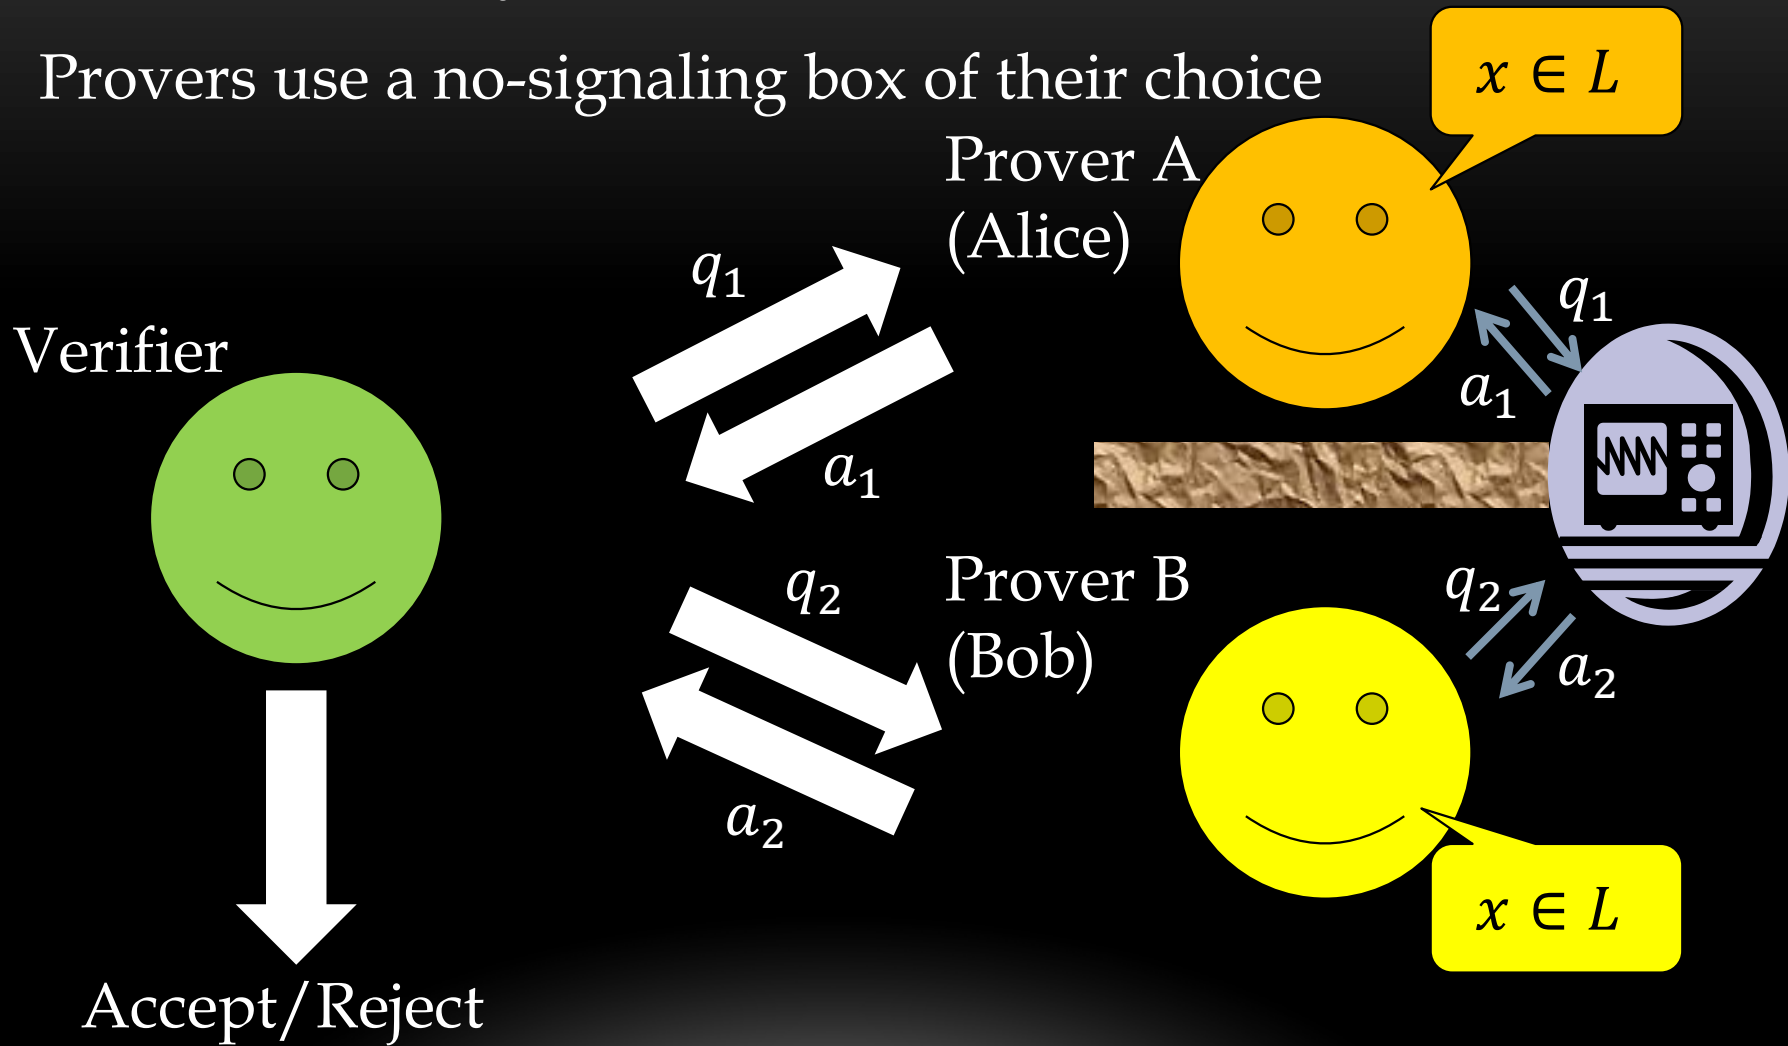 Provers use a no-signaling box of their choice
x ∈ L
Prover A
(Alice)
q₁
a₁
q₁
a₁
Verifier
q₂
a₂
Prover B
(Bob)
q₂
a₂
x ∈ L
Accept/Reject